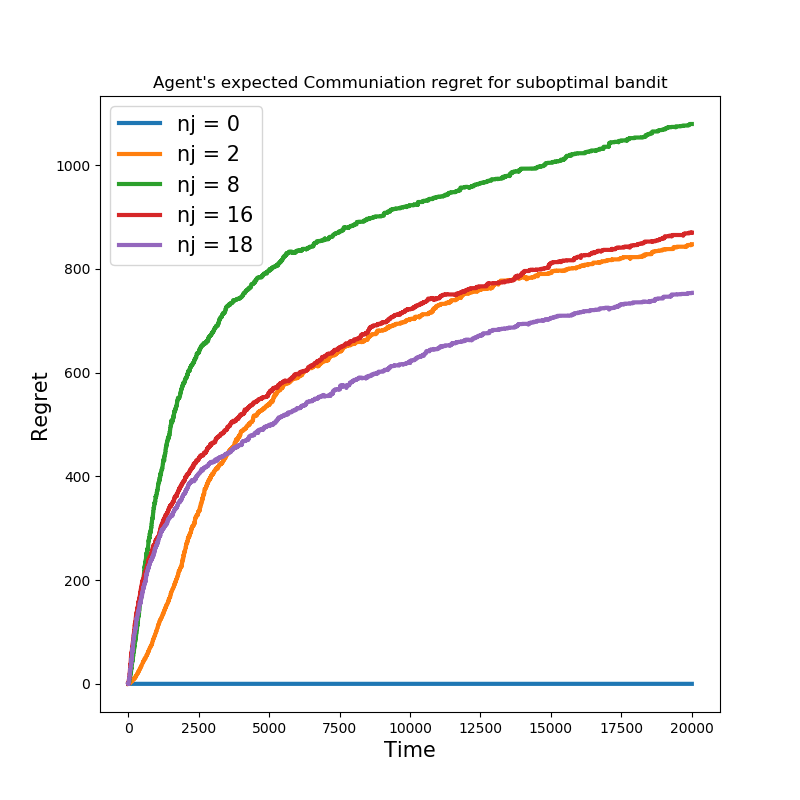 Agent's expected Communiation regret for suboptimal bandit
nj = 0
nj = 2
nj = 8
nj = 16
nj = 18
Regret
1000
800
600
400
200
0
0 2500 5000 7500 10000 12500 15000 17500 20000
Time